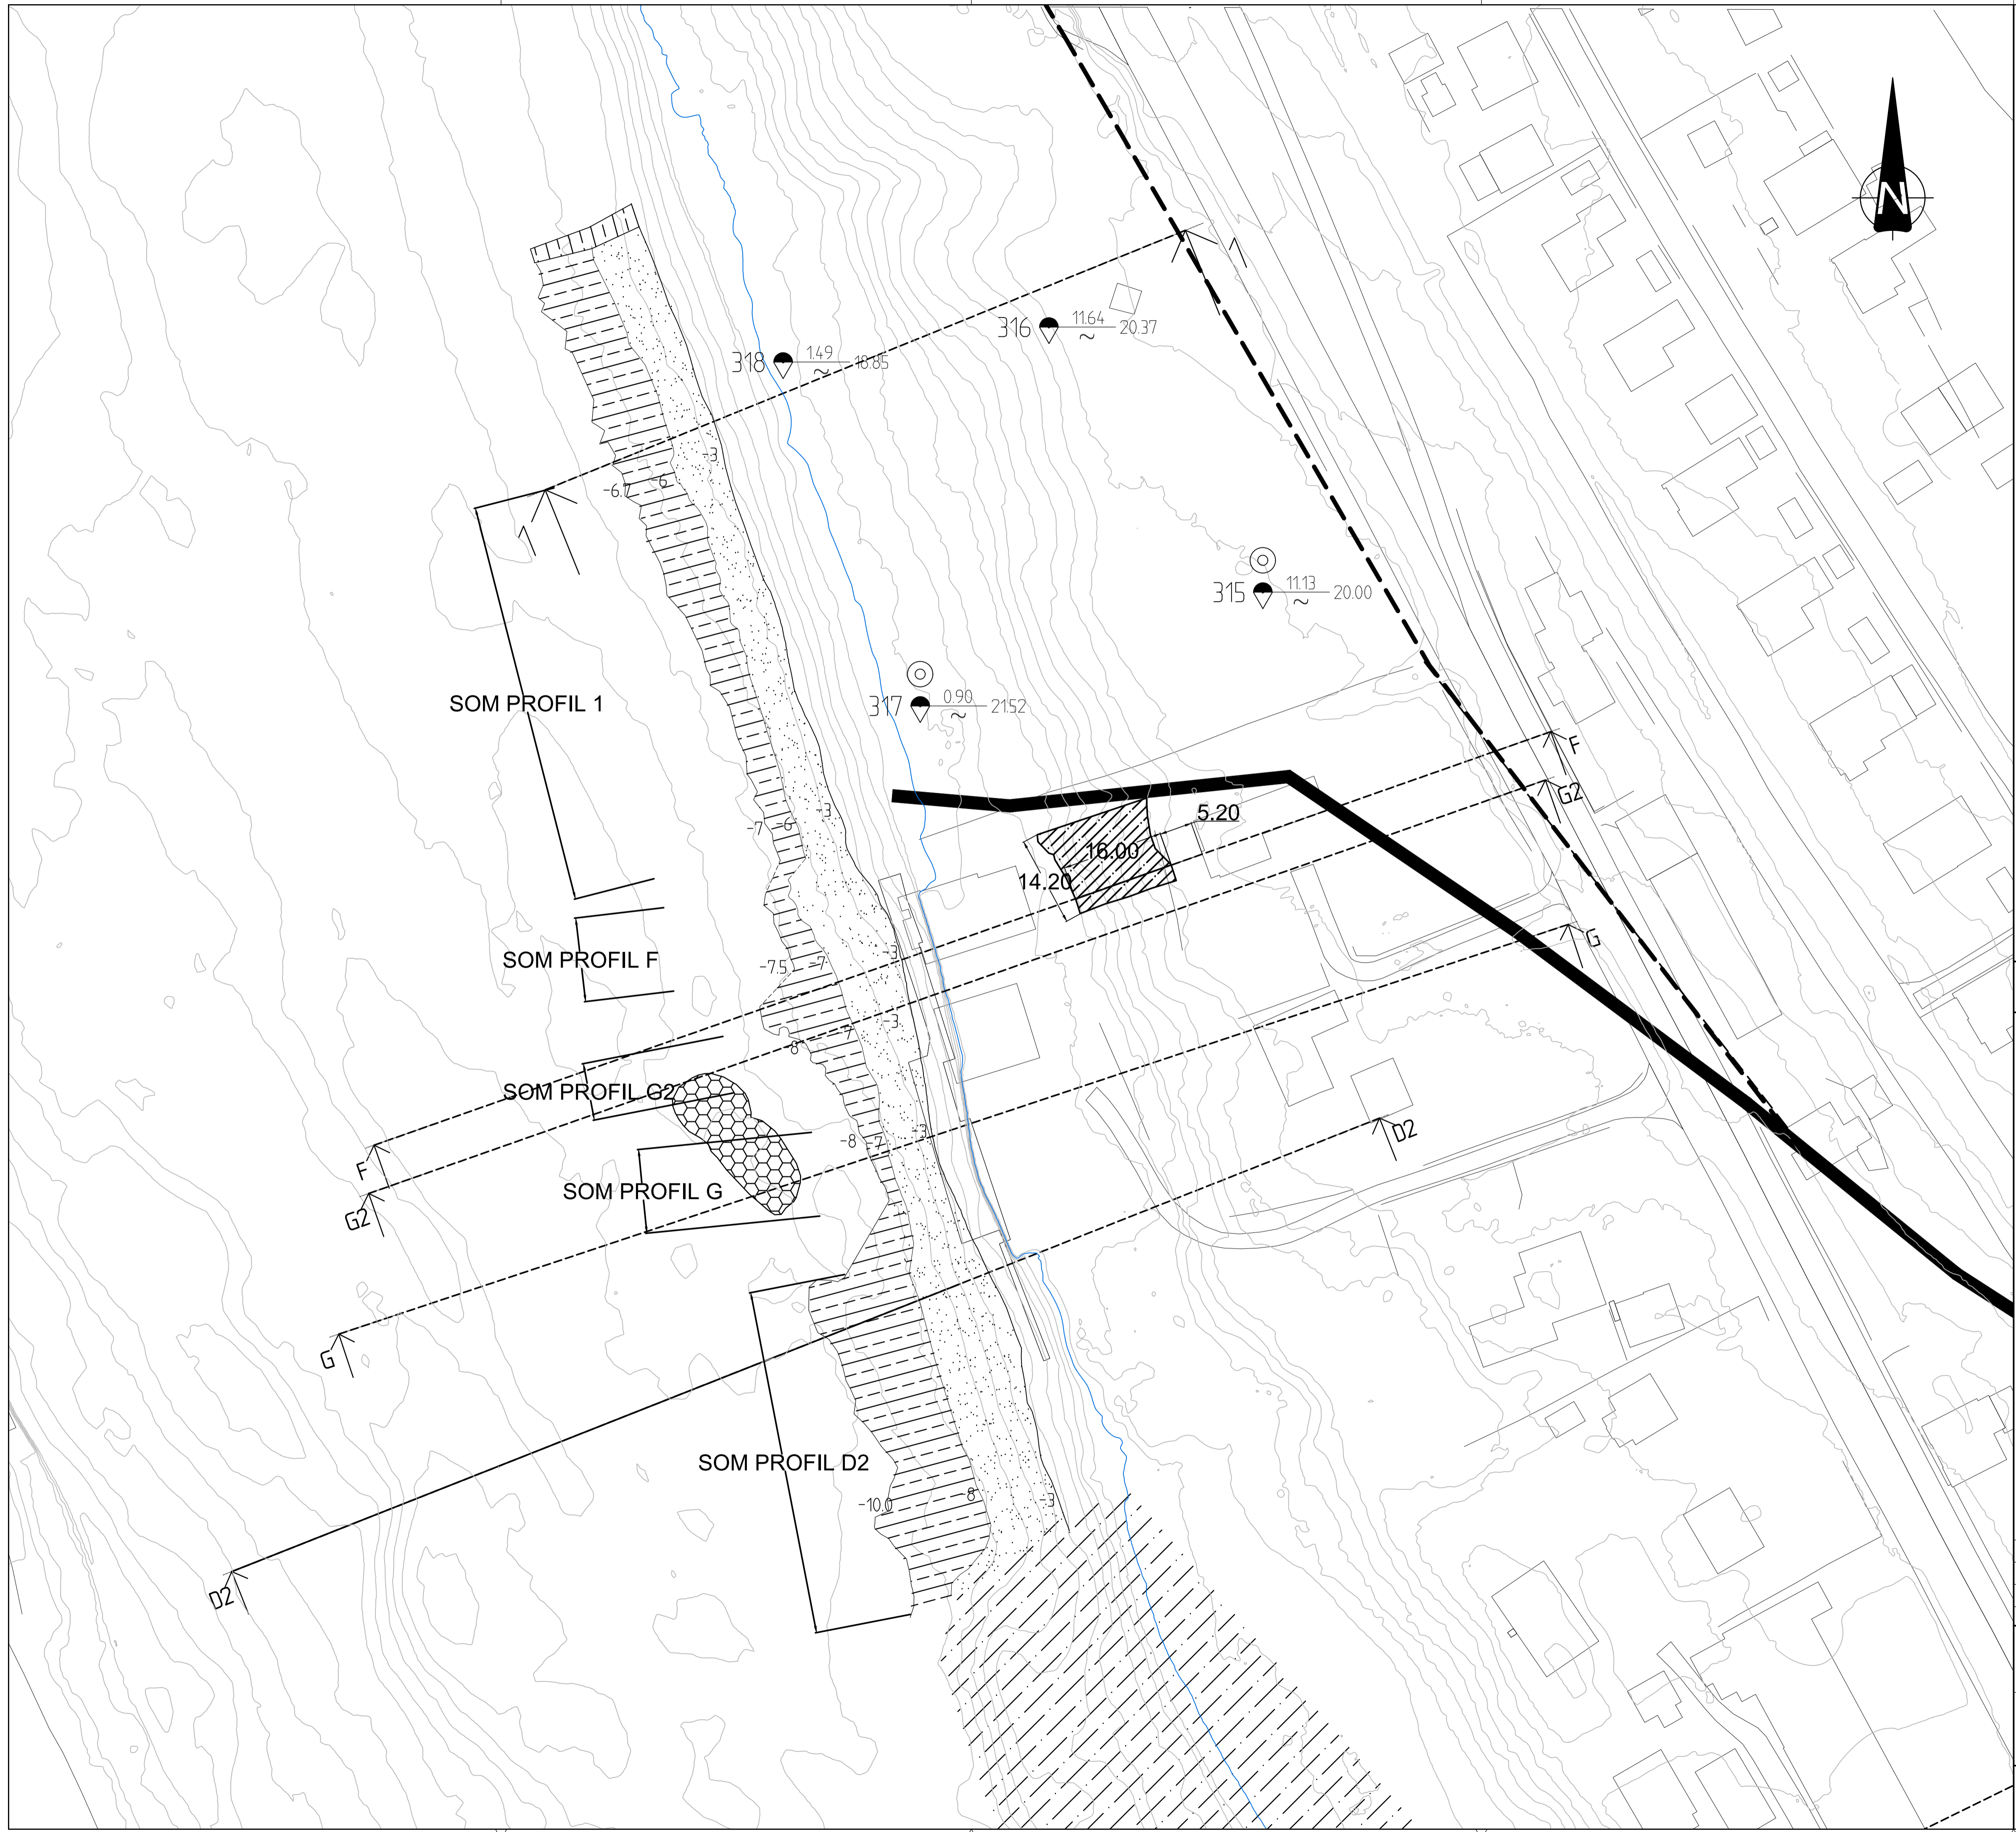 N
1
316 11.64 20.37
~
318 1.49 18.85
~
-3
-6.7 -6
1
315 11.13 20.00
~
317 0.90 21.52
~
SOM PROFIL 1
F
G2
5.20
-7 -6 -3
16.00
14.20
G
SOM PROFIL F
-7.5 -7 -3
-3
-8 -7
SOM PROFIL G2
D2
-8 -7 -3
F
SOM PROFIL G
G2
G
SOM PROFIL D2
-10.0 -8 -3
D2